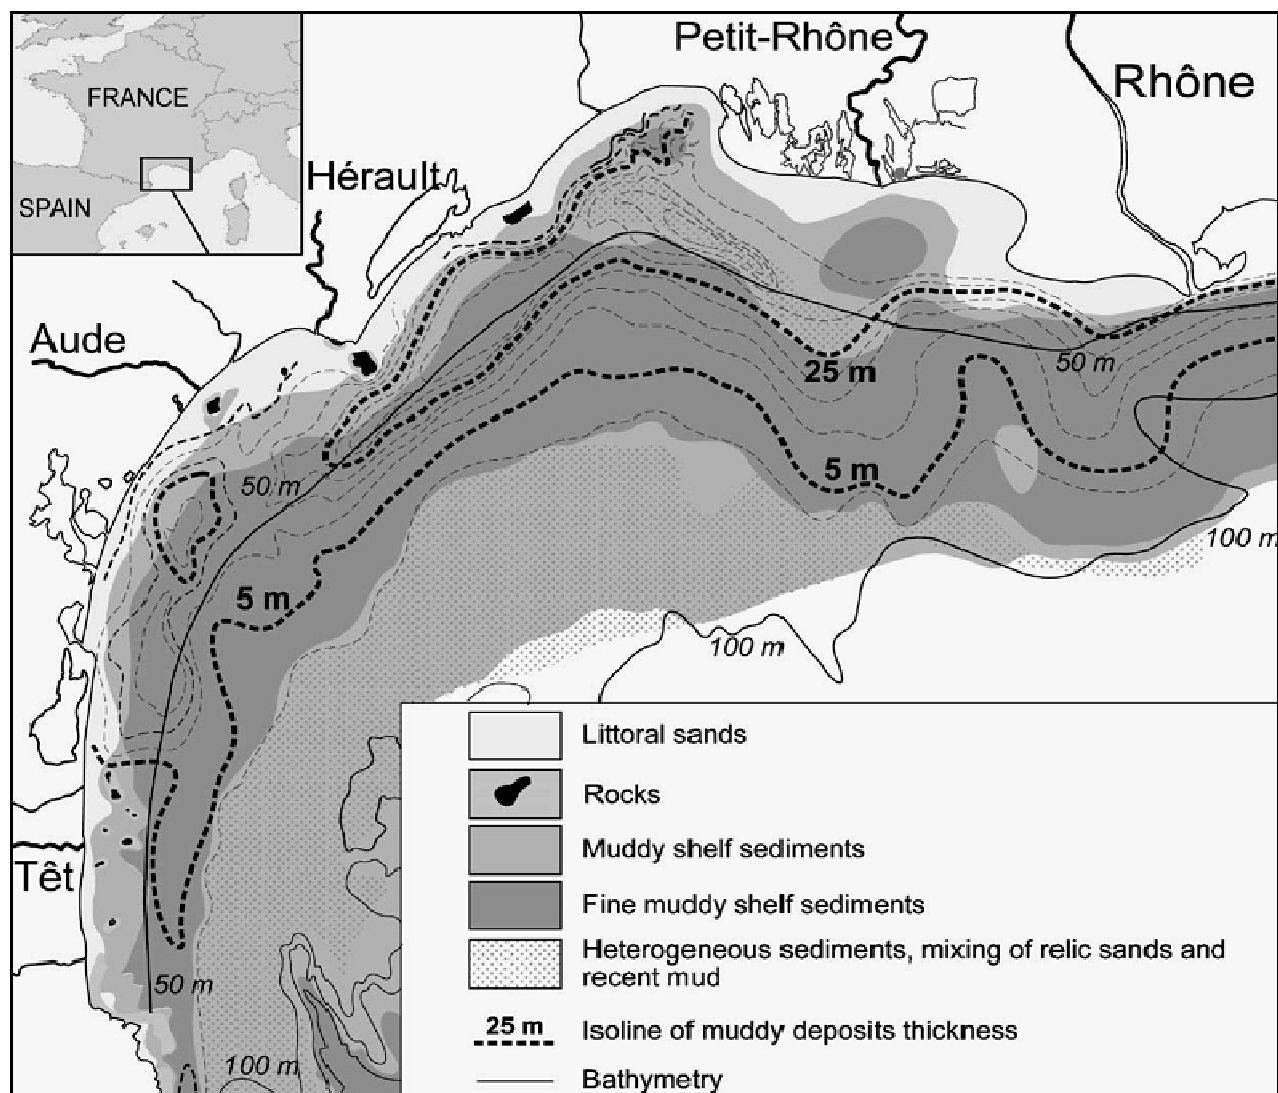 Petit-Rhône
Rhône
FRANCE
SPAIN
Hérault
Aude
50 m
25 m
5 m
50 m
5 m
100 m
100 m
Têt
50 m
100 m
Littoral sands
Rocks
Muddy shelf sediments
Fine muddy shelf sediments
Heterogeneous sediments, mixing of relic sands and
recent mud
25 m
Isoline of muddy deposits thickness
Bathymetry